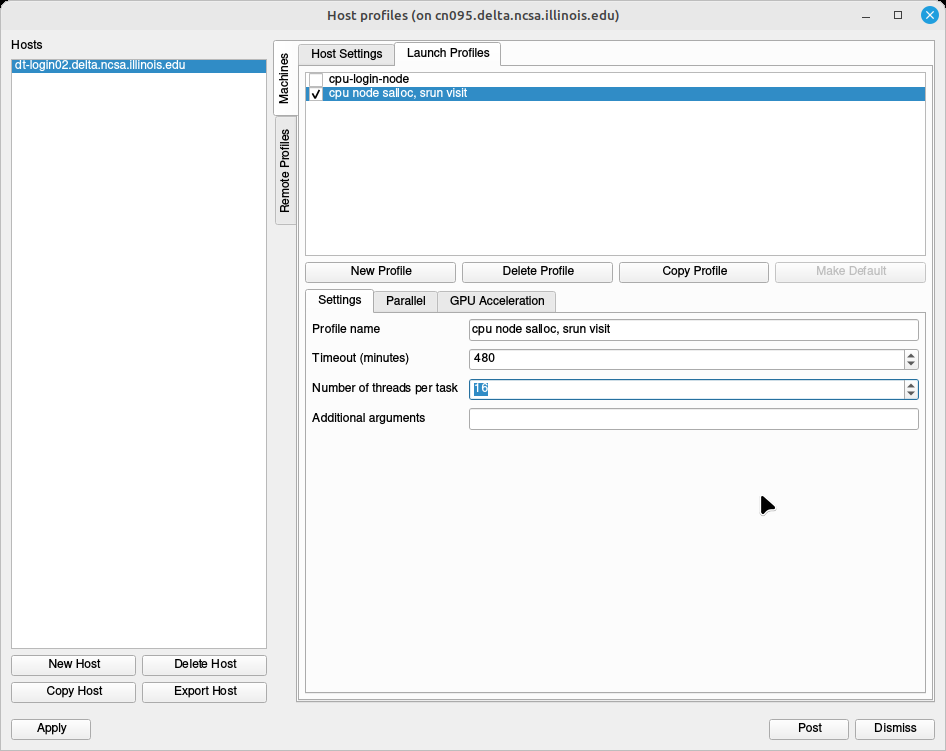 Host profiles (on cn095.delta.ncsa.illinois.edu)
Hosts
dt-login02.delta.ncsa.illinois.edu
Machines
Remote Profiles
Host Settings
Launch Profiles
cpu-login-node
cpu node salloc, srun visit
New Profile
Delete Profile
Copy Profile
Make Default
Settings
Parallel
GPU Acceleration
Profile name
cpu node salloc, srun visit
Timeout (minutes)
480
Number of threads per task
16
Additional arguments
New Host
Delete Host
Copy Host
Export Host
Apply
Post
Dismiss